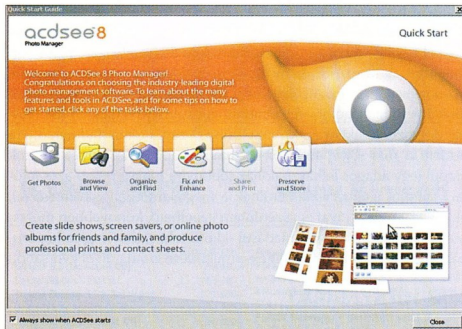 Quick Start Guide
acdsee 8
Photo Manager
Quick Start
Welcome to ACDSee 8 Photo Manager!
Congratulations on choosing the industry-leading digital
photo management software. To learn about the many
features and tools in ACDSee, and for some tips on how to
get started, click any of the tasks below.
Get Photos
Browse
and View
Organize
and Find
Fix and
Enhance
Share
and Print
Preserve
and Store
Create slide shows, screen savers, or online photo
albums for friends and family, and produce
professional prints and contact sheets.
Always show when ACDSee starts
Close